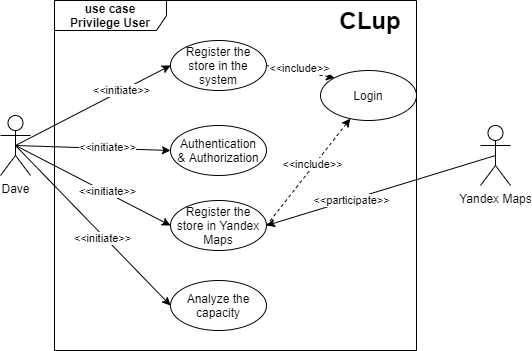 use case
Privilege User
CLup
Register the
store in the
system
<<include>>
Login
<<initiate>>
Authentication
& Authorization
<<initiate>>
<<include>>
Dave
Yandex Maps
<<initiate>>
Register the
store in Yandex
Maps
<<participate>>
<<initiate>>
Analyze the
capacity